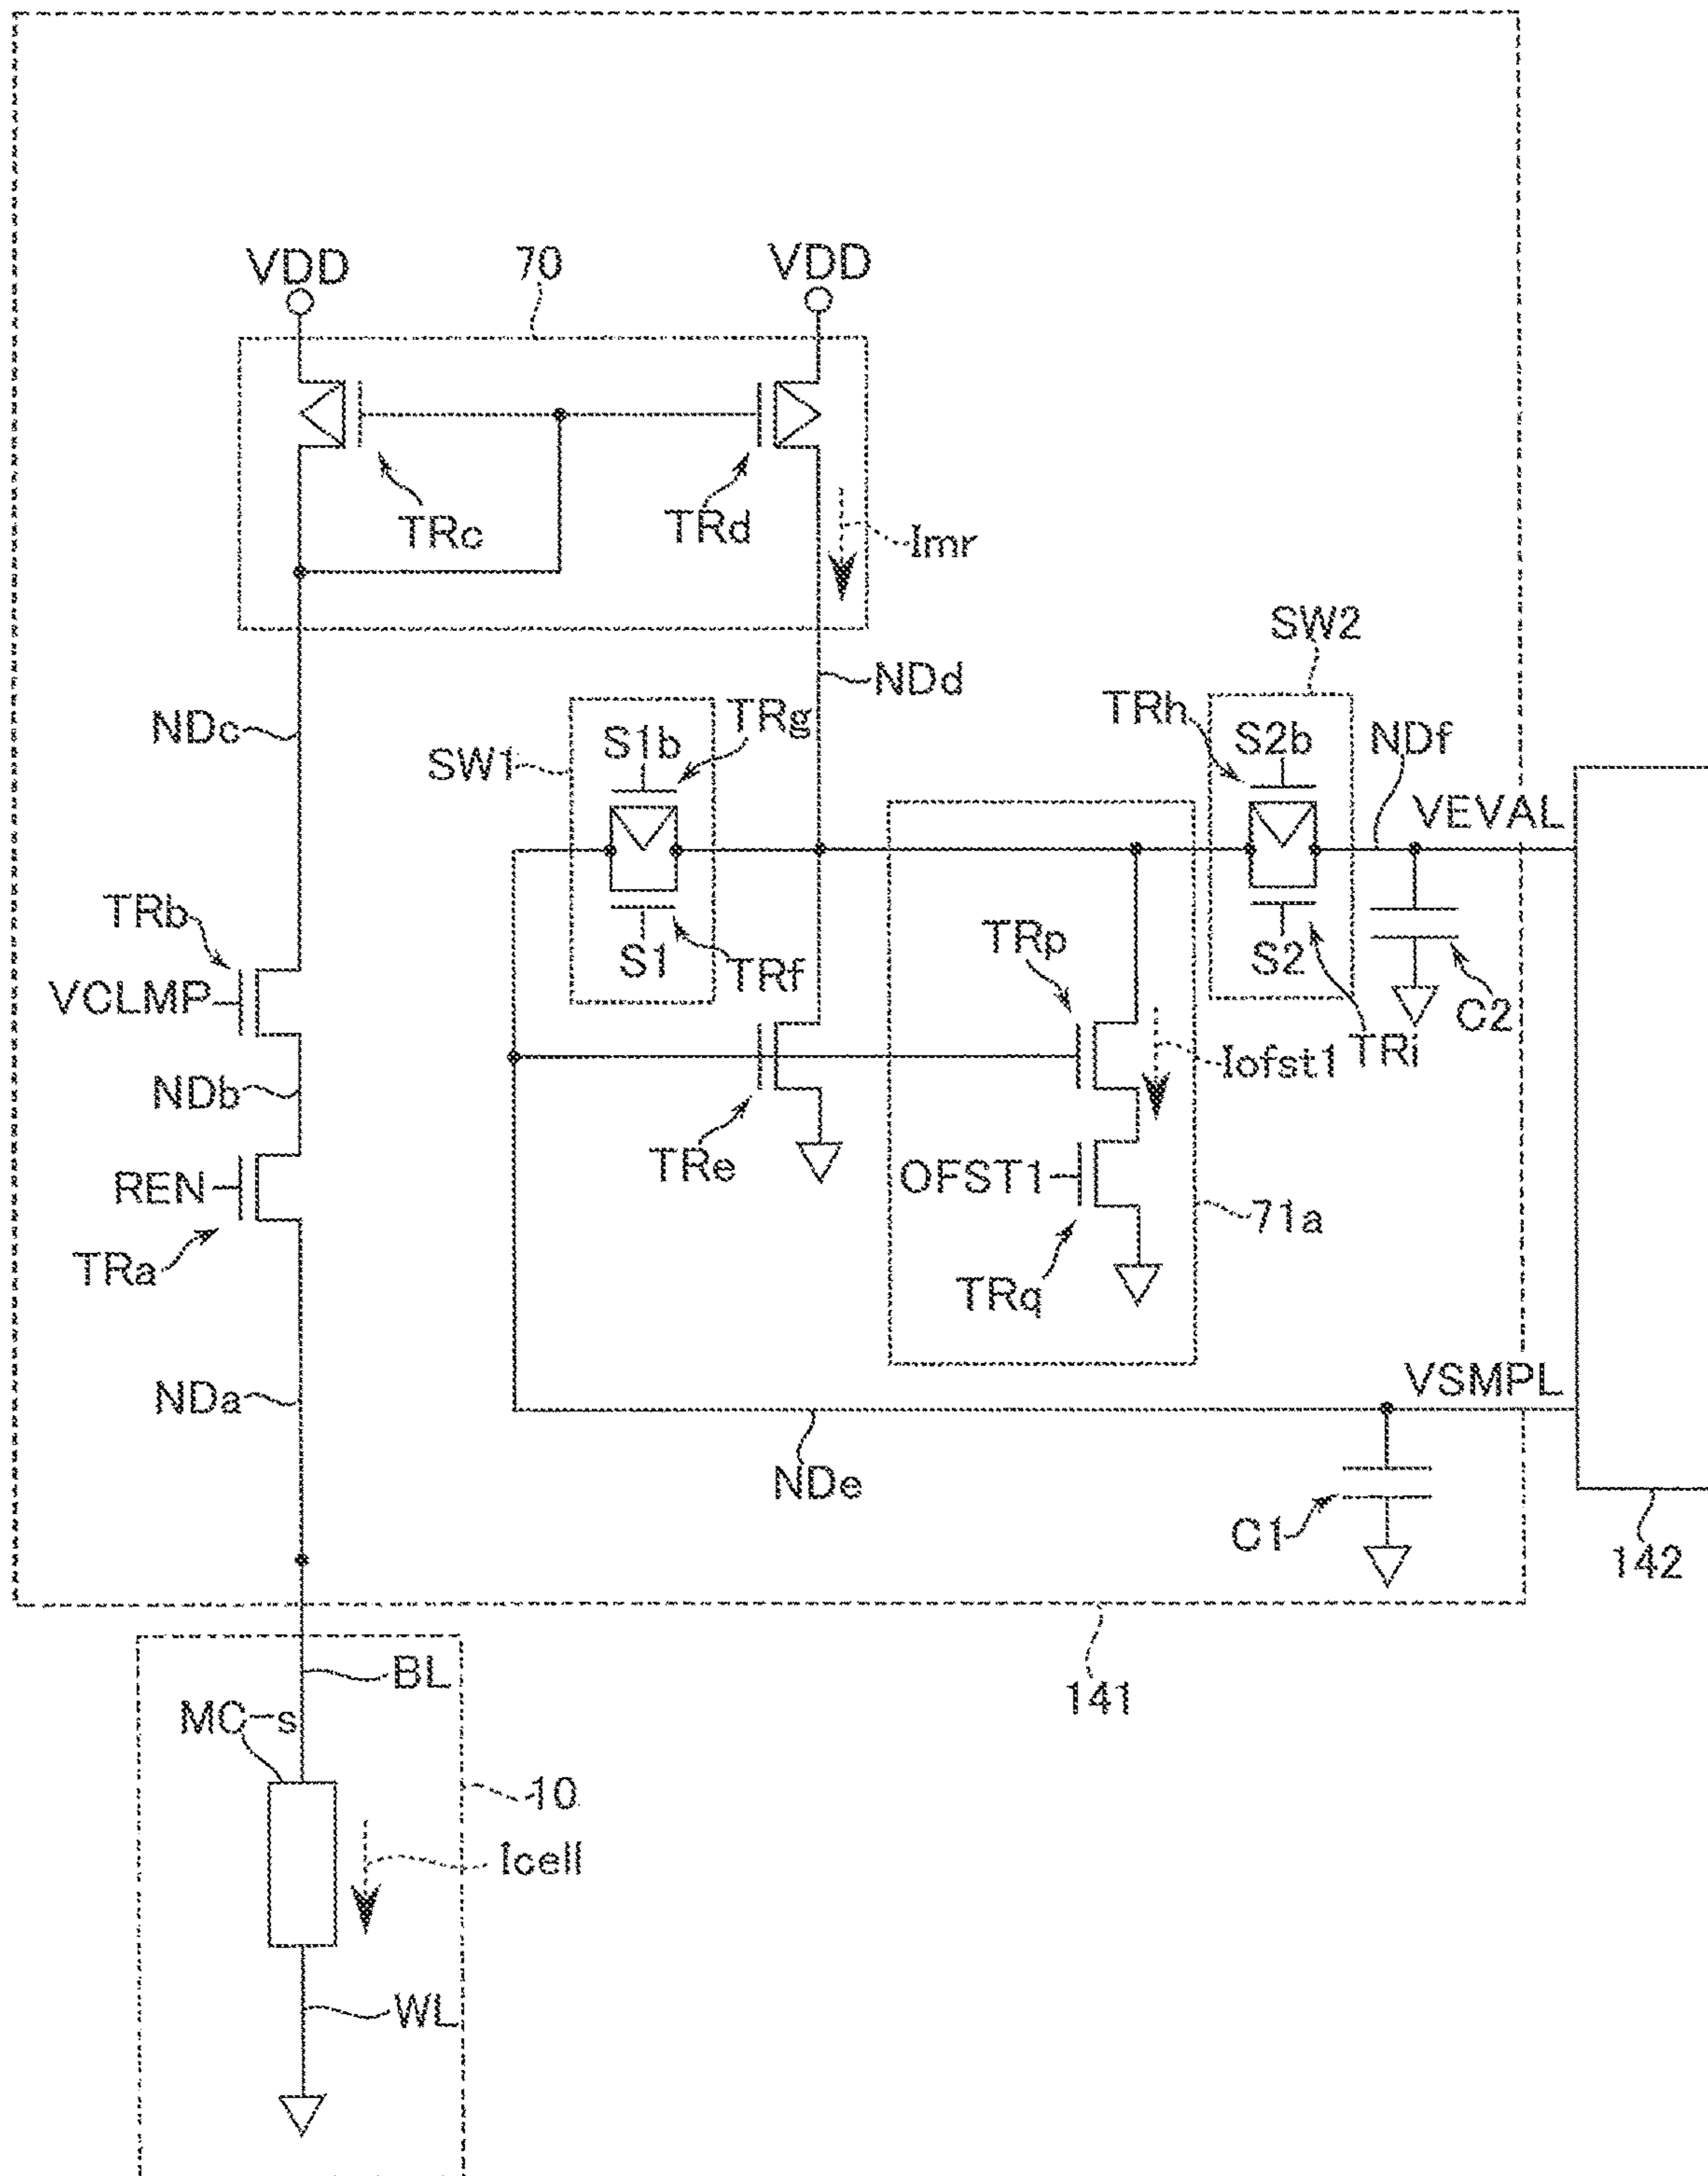 VDD
70
VDD
TRc
TRd
Imr
SW2
NDd
NDc
SW1
S1b
TRg
TRh
S2b
NDf
VEVAL
TRb
VCLMP
S1
TRf
TRp
S2
C2
TRi
NDb
Iofst1
TRe
REN
OFST1
71a
TRa
TRq
NDa
VSMPL
NDe
C1
142
BL
141
MC-s
10
Icell
WL